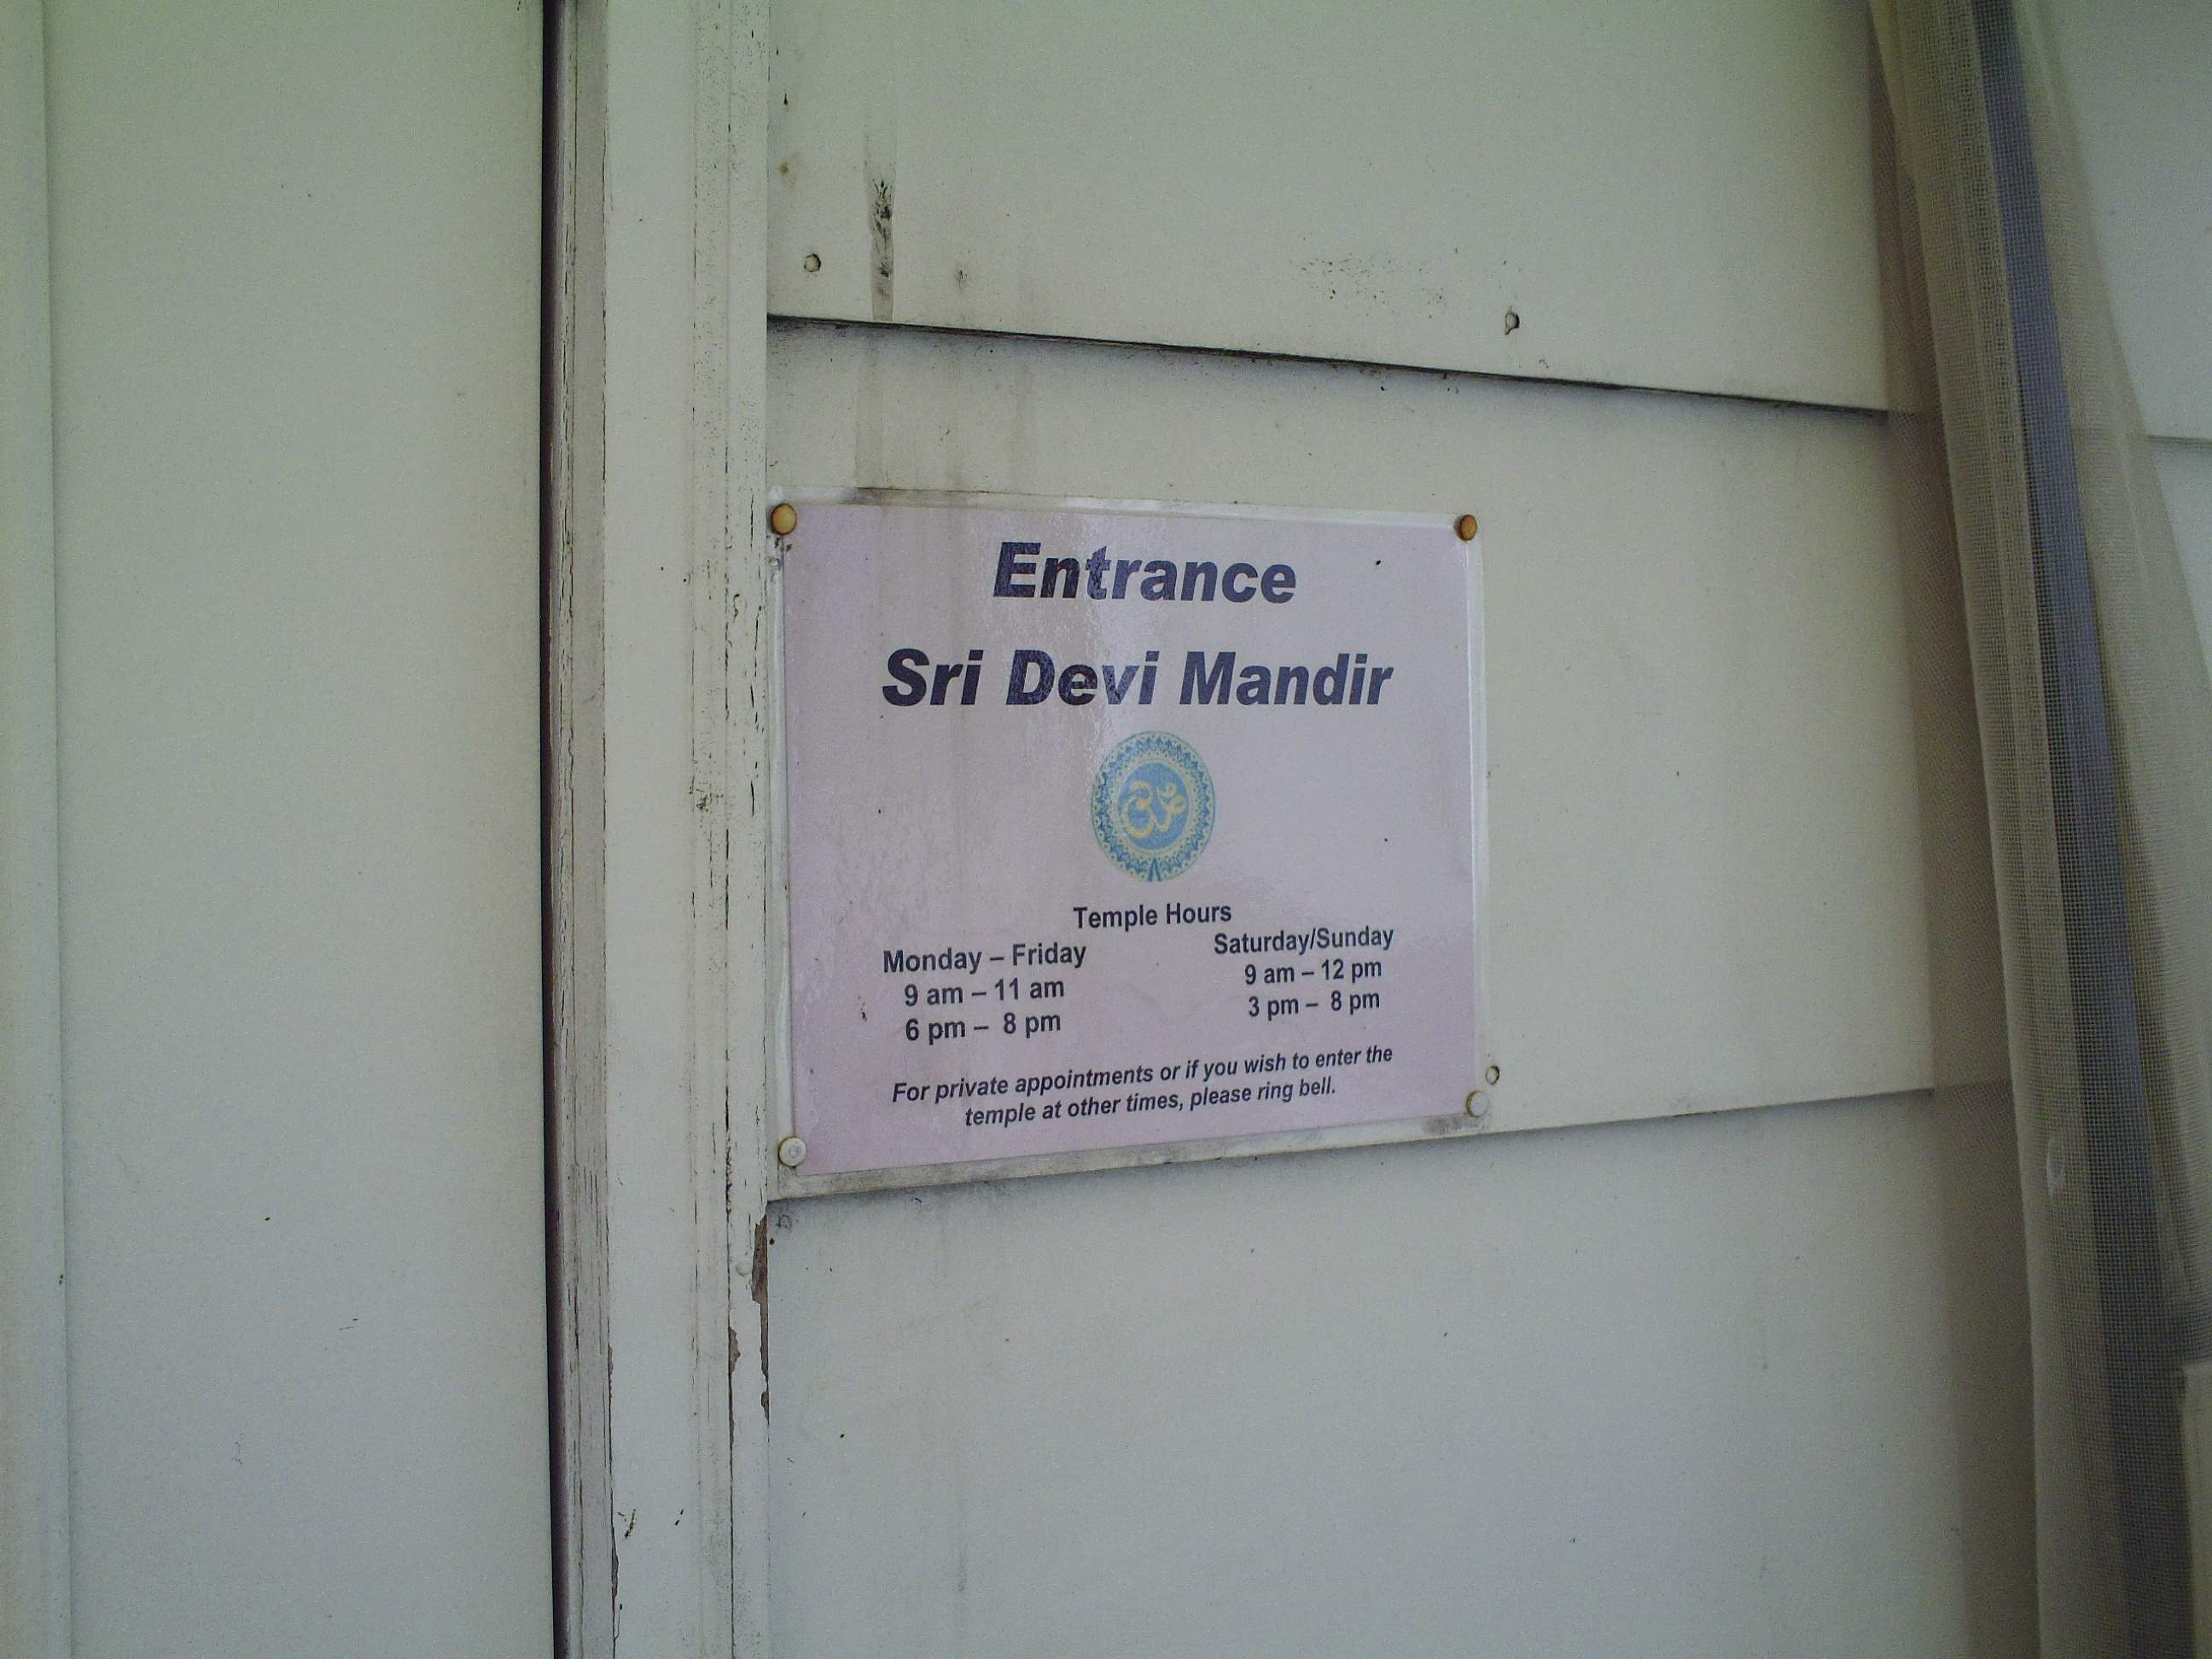 Entrance
Sri Devi Mandir
ॐ
Temple Hours
Monday – Friday
9 am – 11 am
6 pm – 8 pm
Saturday/Sunday
9 am – 12 pm
3 pm – 8 pm
For private appointments or if you wish to enter the
temple at other times, please ring bell.